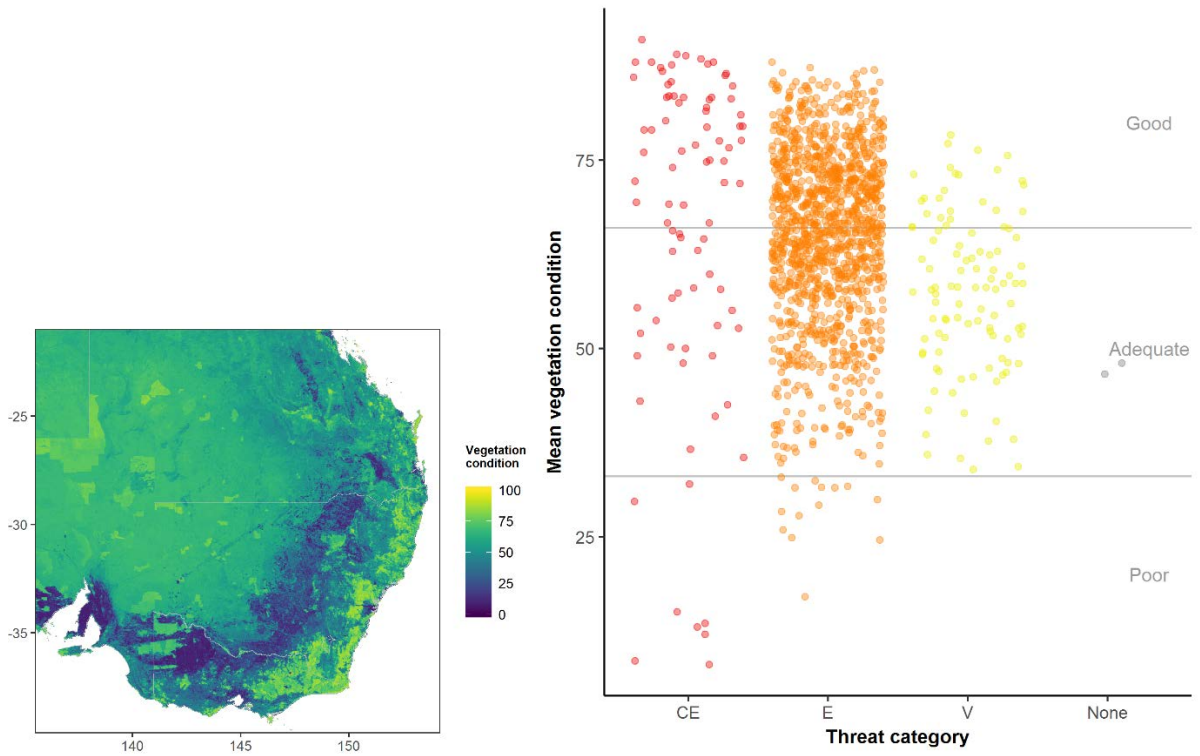 -25
-30
-35
140
145
150
Vegetation
condition
100
75
50
25
0
Mean vegetation condition
75
50
25
Good
Adequate
Poor
CE
E
V
None
Threat category